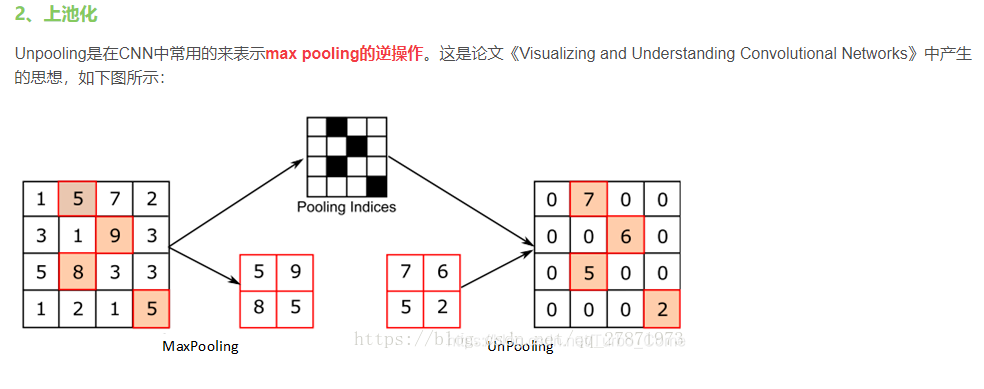 2、上池化
Unpooling是在CNN中常用的来表示max pooling的逆操作。这是论文《Visualizing and Understanding Convolutional Networks》中产生
的思想，如下图所示：
Pooling Indices
1 5 7 2
3 1 9 3
5 8 3 3
1 2 1 5
5 9
8 5
7 6
5 2
0 7 0 0
0 0 6 0
0 5 0 0
0 0 0 2
MaxPooling
UnPooling